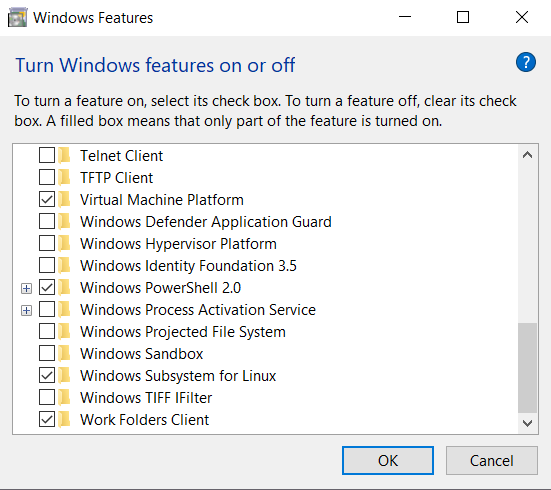 Windows Features
Turn Windows features on or off
?
To turn a feature on, select its check box. To turn a feature off, clear its check
box. A filled box means that only part of the feature is turned on.
Telnet Client
TFTP Client
Virtual Machine Platform
Windows Defender Application Guard
Windows Hypervisor Platform
Windows Identity Foundation 3.5
Windows PowerShell 2.0
Windows Process Activation Service
Windows Projected File System
Windows Sandbox
Windows Subsystem for Linux
Windows TIFF IFilter
Work Folders Client
OK
Cancel